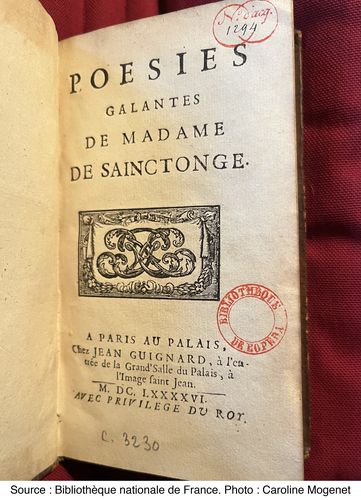 N.º d'acq.
1294
POESIES
GALANTES
DE MADAME
DE SAINCTONGE.
BIBLIOTHEQUE
DE L'OPERA
A PARIS AU PALAIS,
Chez JEAN GUIGNARD, à l'en-
trée de la Grand'Salle du Palais, à
l'Image saint Jean.
M. DC. LXXXXVI.
AVEC PRIVILEGE DU ROY.
C. 3230
Source : Bibliothèque nationale de France. Photo : Caroline Mogenet